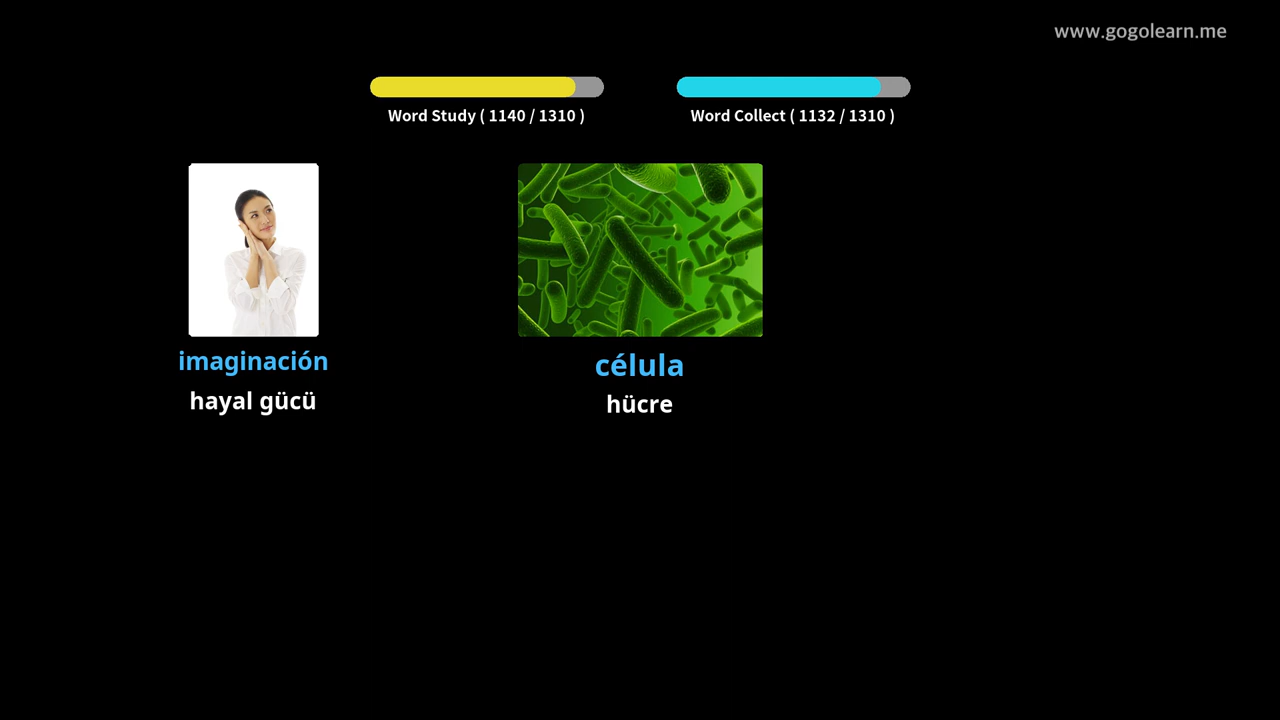 www.gogolearn.me
Word Study ( 1140 / 1310 )
Word Collect ( 1132 / 1310 )
imaginación
hayal gücü
célula
hücre